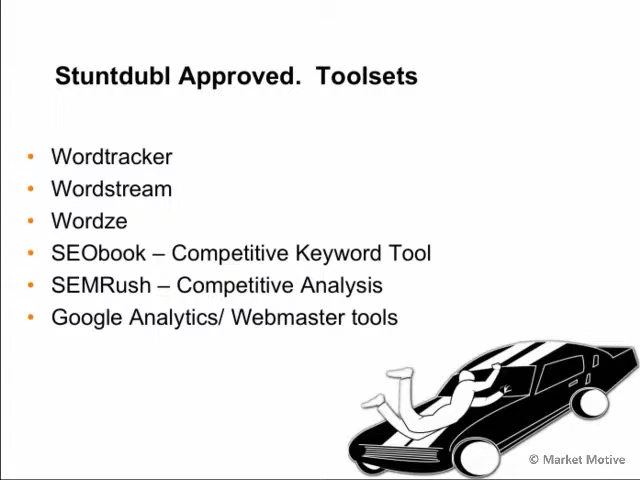 Stuntdubl Approved.  Toolsets
• Wordtracker
• Wordstream
• Wordze
• SEObook – Competitive Keyword Tool
• SEMRush – Competitive Analysis
• Google Analytics/ Webmaster tools
© Market Motive